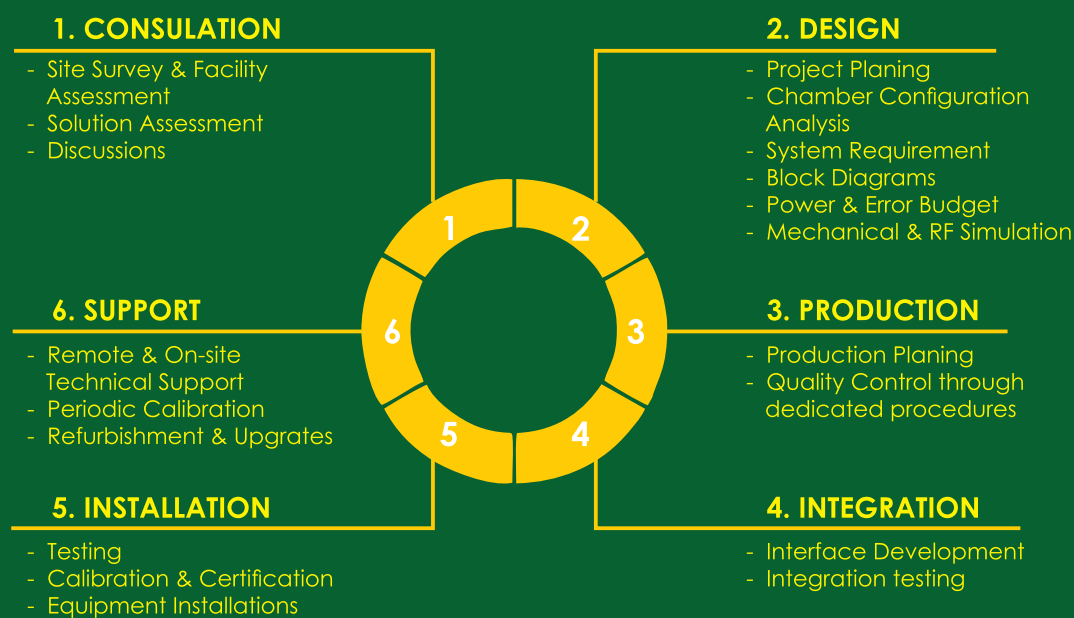 1. CONSULATION
- Site Survey & Facility
Assessment
- Solution Assessment
- Discussions
2. DESIGN
- Project Planing
- Chamber Configuration
Analysis
- System Requirement
- Block Diagrams
- Power & Error Budget
- Mechanical & RF Simulation
1
2
3
4
5
6
3. PRODUCTION
- Production Planing
- Quality Control through
dedicated procedures
4. INTEGRATION
- Interface Development
- Integration testing
5. INSTALLATION
- Testing
- Calibration & Certification
- Equipment Installations
6. SUPPORT
- Remote & On-site
Technical Support
- Periodic Calibration
- Refurbishment & Upgrates